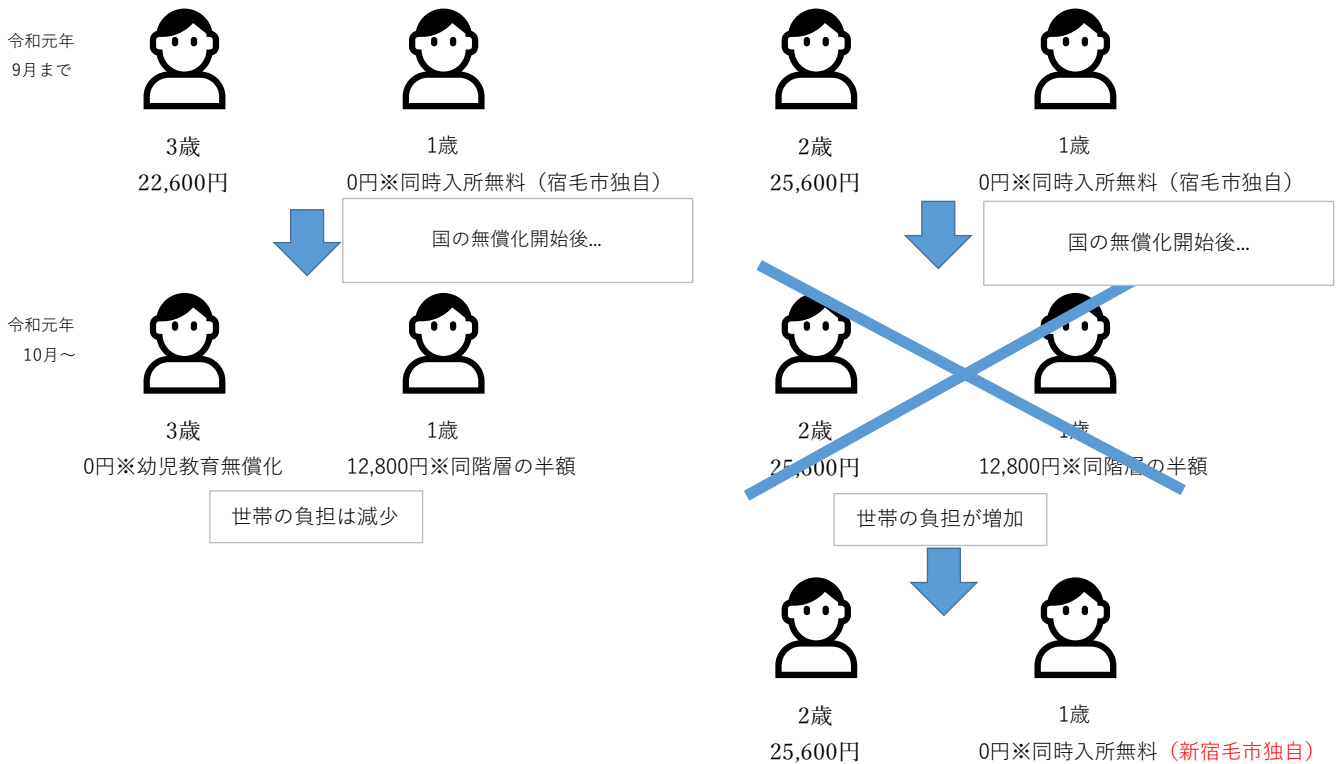 令和元年
9月まで
3歳
1歳
2歳
1歳
22,600円
0円※同時入所無料（宿毛市独自）
25,600円
0円※同時入所無料（宿毛市独自）
国の無償化開始後...
国の無償化開始後...
令和元年
10月～
3歳
1歳
2歳
1歳
0円※幼児教育無償化
12,800円※同階層の半額
25,600円
12,800円※同階層の半額
世帯の負担は減少
世帯の負担が増加
2歳
1歳
25,600円
0円※同時入所無料（新宿毛市独自）